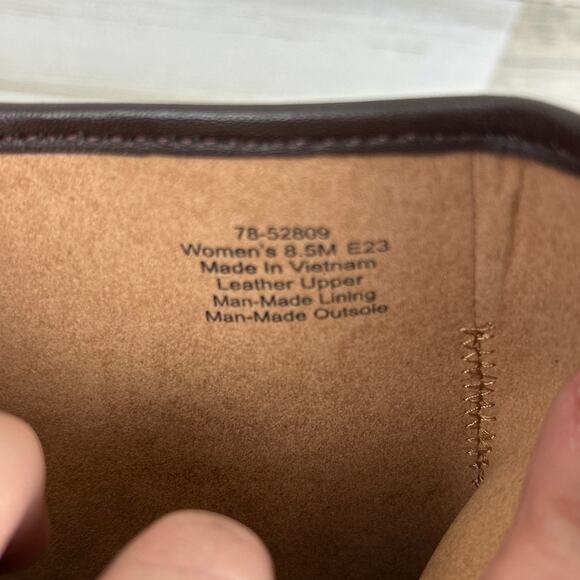 78-52809
Women's 8.5M E23
Made In Vietnam
Leather Upper
Man-Made Lining
Man-Made Outsole